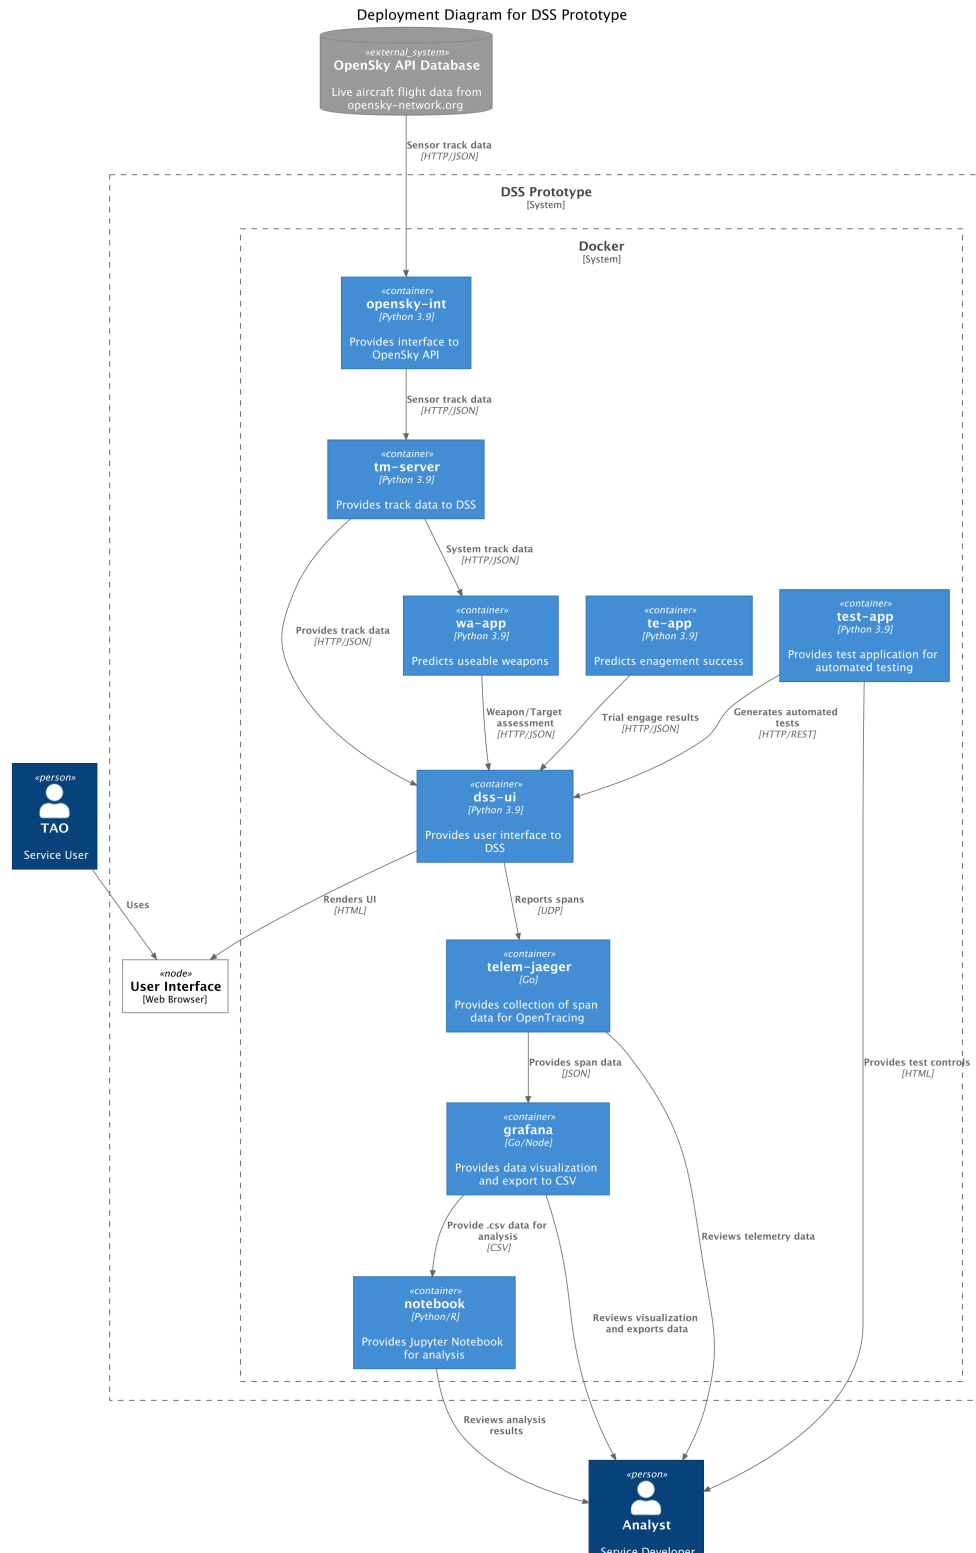 Deployment Diagram for DSS Prototype
«external_system»
OpenSky API Database
Live aircraft flight data from
opensky-network.org
Sensor track data
[HTTP/JSON]
DSS Prototype
[System]
Docker
[System]
«container»
opensky-int
[Python 3.9]
Provides interface to
OpenSky API
Sensor track data
[HTTP/JSON]
«container»
tm-server
[Python 3.9]
Provides track data to DSS
System track data
[HTTP/JSON]
Provides track data
[HTTP/JSON]
«container»
wa-app
[Python 3.9]
Predicts useable weapons
«container»
te-app
[Python 3.9]
Predicts enagement success
«container»
test-app
[Python 3.9]
Provides test application for
automated testing
Weapon/Target
assessment
[HTTP/JSON]
Trial engage results
[HTTP/JSON]
Generates automated
tests
[HTTP/REST]
«person»
TAO
Service User
«container»
dss-ui
[Python 3.9]
Provides user interface to
DSS
Uses
Renders UI
[HTML]
Reports spans
[UDP]
«node»
User Interface
[Web Browser]
«container»
telem-jaeger
[Go]
Provides collection of span
data for OpenTracing
Provides span data
[JSON]
Provides test controls
[HTML]
«container»
grafana
[Go/Node]
Provides data visualization
and export to CSV
Provide .csv data for
analysis
[CSV]
Reviews telemetry data
«container»
notebook
[Python/R]
Provides Jupyter Notebook
for analysis
Reviews visualization
and exports data
Reviews analysis
results
«person»
Analyst
Service Developer